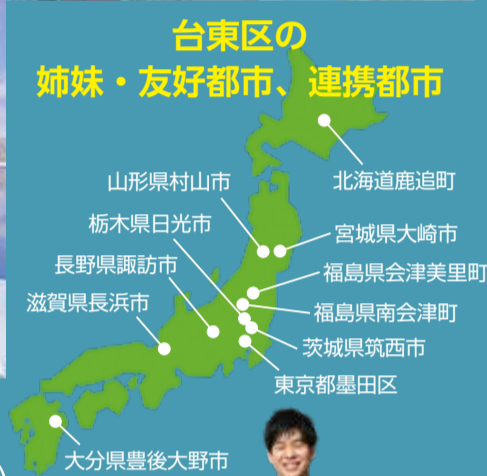 台東区の
姉妹・友好都市、連携都市
北海道鹿追町
山形県村山市
宮城県大崎市
栃木県日光市
福島県会津美里町
長野県諏訪市
福島県南会津町
滋賀県長浜市
茨城県筑西市
東京都墨田区
大分県豊後大野市